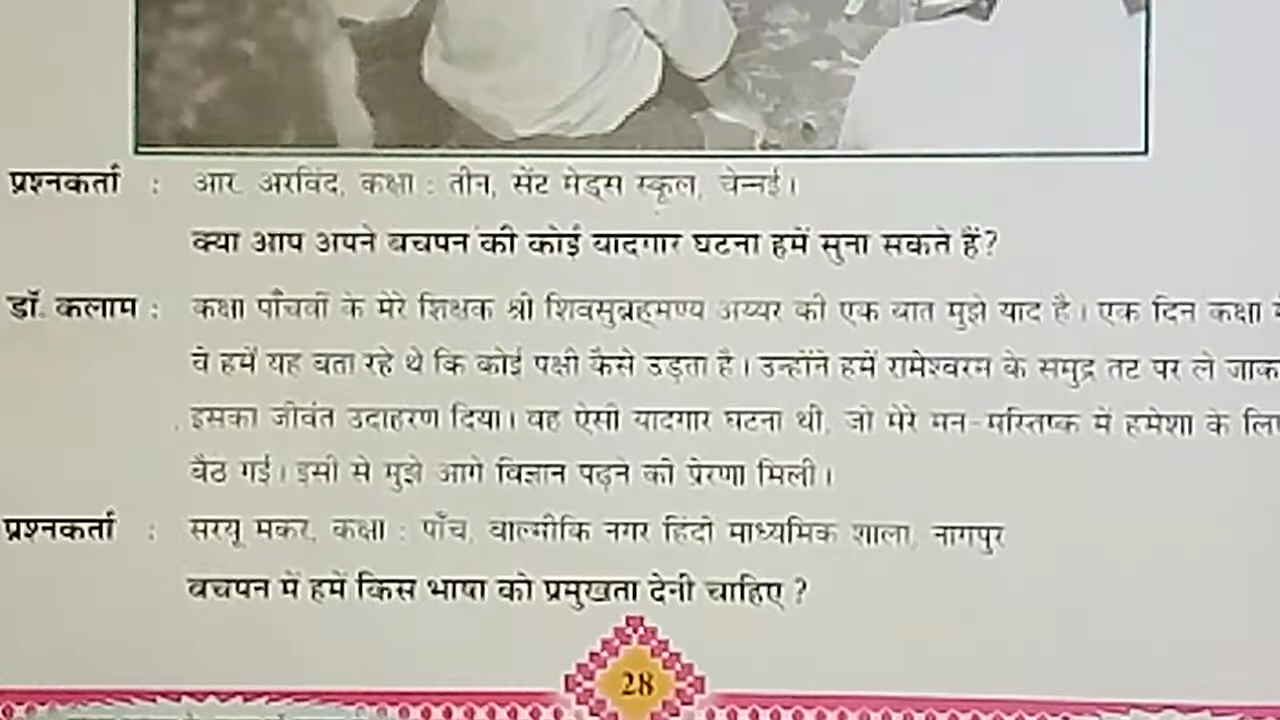 प्रश्नकर्ता : आर. अरविंद, कक्षा : तीन, सेंट मेड्स स्कूल, चेन्नई।
क्या आप अपने बचपन की कोई यादगार घटना हमें सुना सकते हैं?
डॉ. कलाम : कक्षा पाँचवीं के मेरे शिक्षक श्री शिवसुब्रह्मण्य अय्यर की एक बात मुझे याद है। एक दिन कक्षा
वे हमें यह बता रहे थे कि कोई पक्षी कैसे उड़ता है। उन्होंने हमें रामेश्वरम के समुद्र तट पर ले
इसका जीवंत उदाहरण दिया। वह ऐसी यादगार घटना थी, जो मेरे मन-मस्तिष्क में हमेशा के
बैठ गई। इसी से मुझे आगे विज्ञान पढ़ने की प्रेरणा मिली।
प्रश्नकर्ता : सरयू मकर, कक्षा : पाँच, वाल्मीकि नगर हिंदी माध्यमिक शाला, नागपुर
बचपन में हमें किस भाषा को प्रमुखता देनी चाहिए ?
28